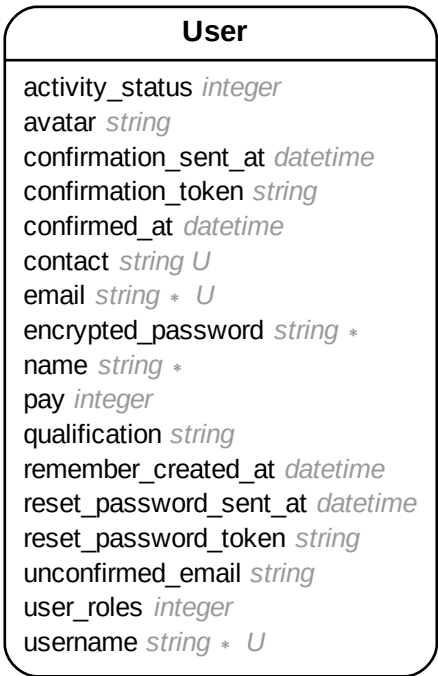 User
activity_status integer
avatar string
confirmation_sent_at datetime
confirmation_token string
confirmed_at datetime
contact string U
email string * U
encrypted_password string *
name string *
pay integer
qualification string
remember_created_at datetime
reset_password_sent_at datetime
reset_password_token string
unconfirmed_email string
user_roles integer
username string * U